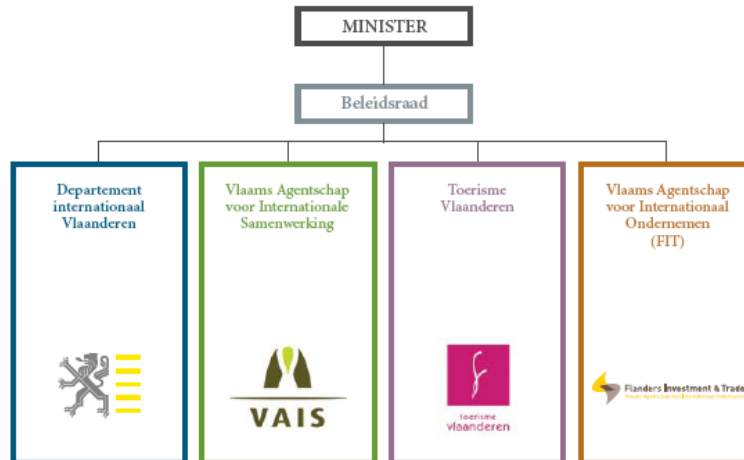 MINISTER
Beleidsraad
Departement
internationaal
Vlaanderen
Vlaams Agentschap
voor Internationale
Samenwerking
Toerisme
Vlaanderen
Vlaams Agentschap
voor Internationaal
Ondernemen
(FIT)
VAIS
toerisme
vlaanderen
Flanders Investment & Trade